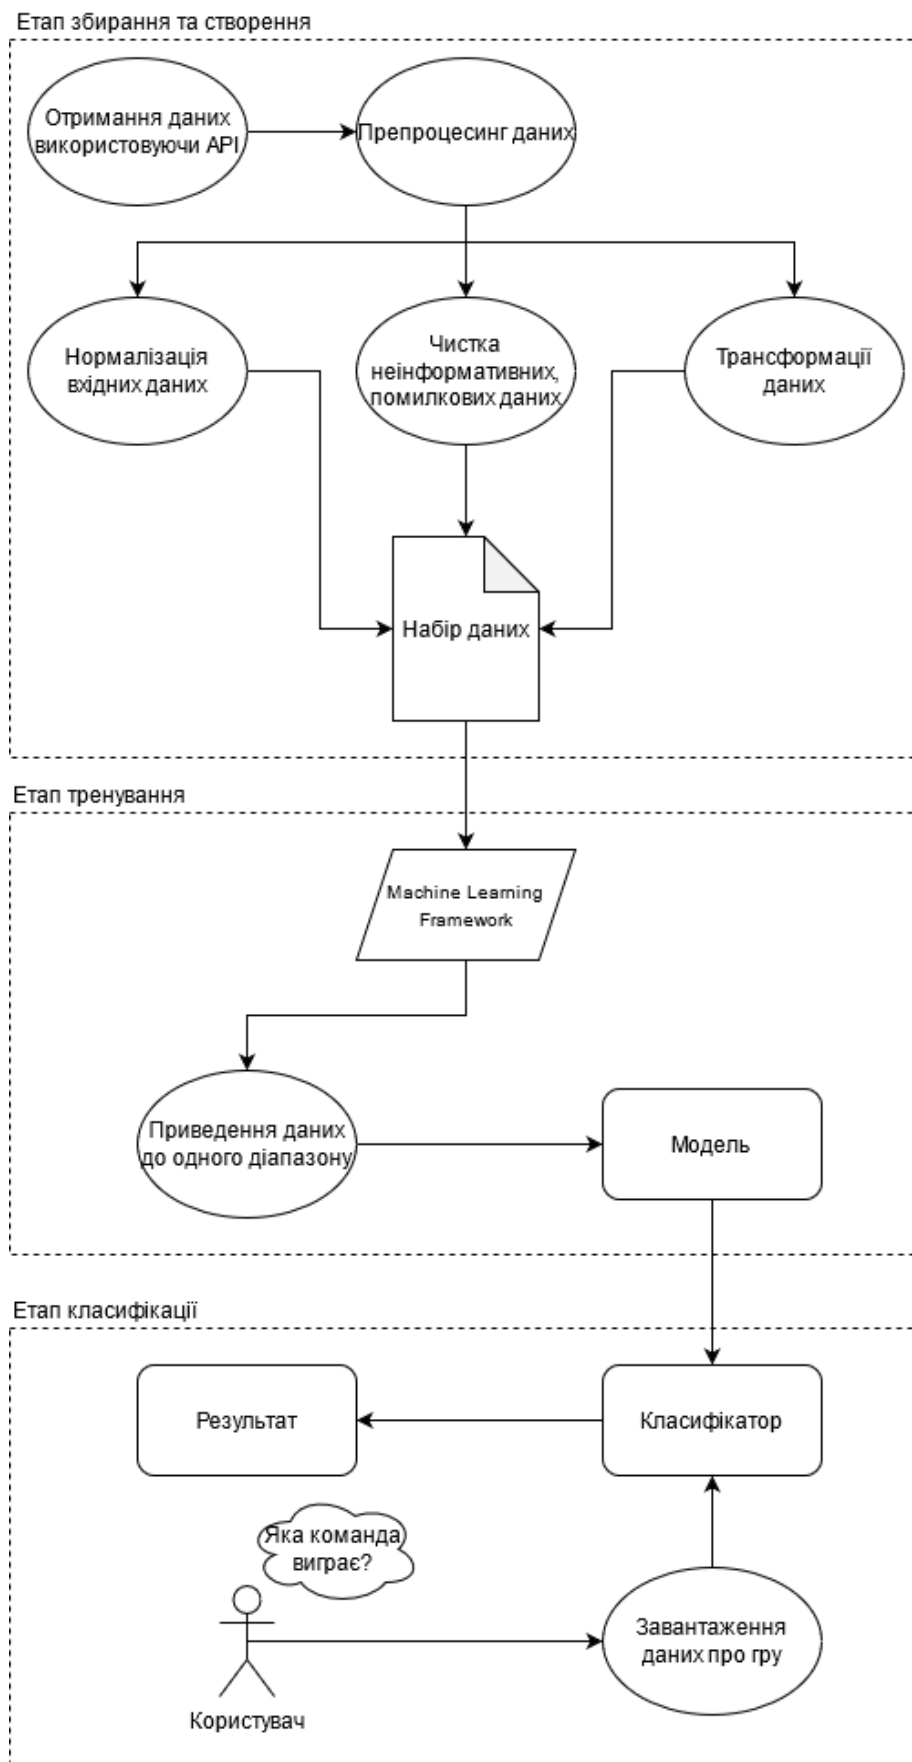 Етап збирання та створення
Отримання даних
використовуючи API
Препроцесинг даних
Нормалізація
вхідних даних
Чистка
неінформативних,
помилкових даних
Трансформації
даних
Набір даних
Етап тренування
Machine Learning
Framework
Приведення даних
до одного діапазону
Модель
Етап класифікації
Результат
Класифікатор
Яка команда
виграє?
Завантаження
даних про гру
Користувач